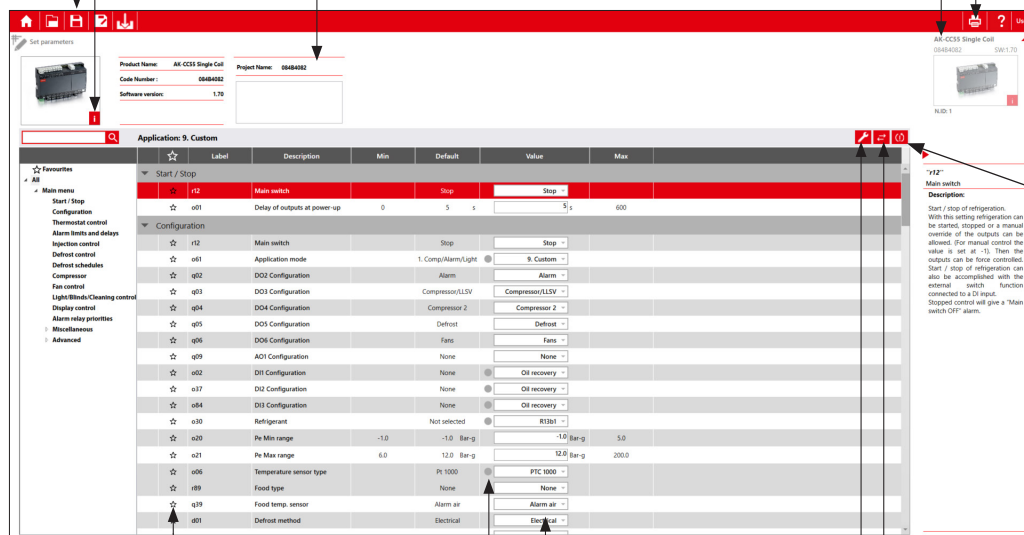 ? Us
Set parameters
Product Name: AK-CC55 Single Coil
Code Number : 084B4082
Software version: 1.70
Project Name: 084B4082
i
AK-CC55 Single Coil
084B4082 SW:1.70
i
N.ID: 1
Application: 9. Custom
Favourites
All
Main menu
Start / Stop
Configuration
Thermostat control
Alarm limits and delays
Injection control
Defrost control
Defrost schedules
Compressor
Fan control
Light/Blinds/Cleaning control
Display control
Alarm relay priorities
Miscellaneous
Advanced
Label Description Min Default Value Max
Start / Stop
r12 Main switch Stop Stop
o01 Delay of outputs at power-up 0 5 s 5 s 600
Configuration
r12 Main switch Stop Stop
o61 Application mode 1. Comp/Alarm/Light 9. Custom
q02 DO2 Configuration Alarm Alarm
q03 DO3 Configuration Compressor/LLSV Compressor/LLSV
q04 DO4 Configuration Compressor 2 Compressor 2
q05 DO5 Configuration Defrost Defrost
q06 DO6 Configuration Fans Fans
q09 AO1 Configuration None None
o02 DI1 Configuration None Oil recovery
o37 DI2 Configuration None Oil recovery
o84 DI3 Configuration None Oil recovery
o30 Refrigerant Not selected R13b1
o20 Pe Min range -1.0 -1.0 Bar-g -1.0 Bar-g 5.0
o21 Pe Max range 6.0 12.0 Bar-g 12.0 Bar-g 200.0
o06 Temperature sensor type Pt 1000 PTC 1000
r89 Food type None None
q39 Food temp. sensor Alarm air Alarm air
d01 Defrost method Electrical Electrical
"r12"
Main switch
Description:
Start / stop of refrigeration.
With this setting refrigeration can
be started, stopped or a manual
override of the outputs can be
allowed. (For manual control the
value is set at -1). Then the
outputs can be force controlled.
Start / stop of refrigeration can
also be accomplished with the
external switch function
connected to a DI input.
Stopped control will give a "Main
switch OFF" alarm.